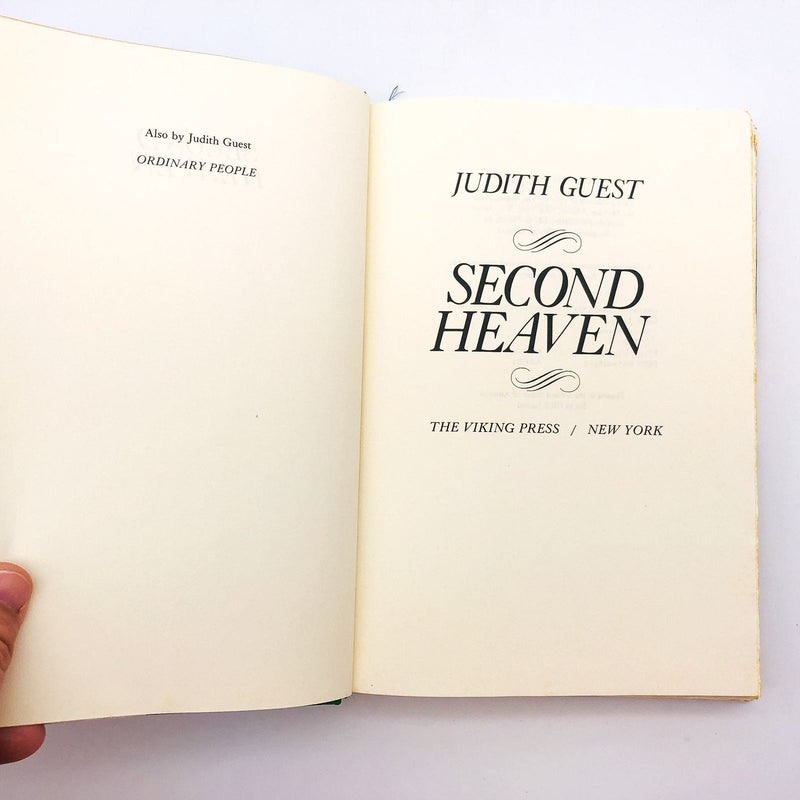 Also by Judith Guest
ORDINARY PEOPLE
JUDITH GUEST
SECOND
HEAVEN
THE VIKING PRESS / NEW YORK